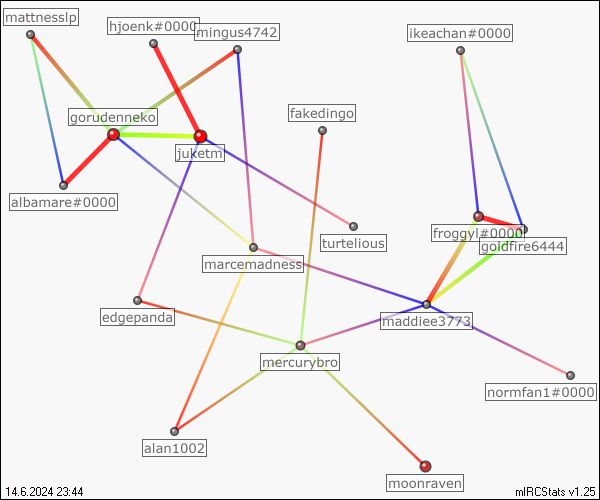 mattnesslp
hjoenk#0000
mingus4742
ikeachan#0000
gorudenneko
fakedingo
juketm
albamare#0000
froggyl#0000
turtelious
goldfire6444
marcemadness
edgepanda
maddiee3773
mercurybro
normfan1#0000
alan1002
moonraven
14.6.2024 23:44
mIRCStats v1.25